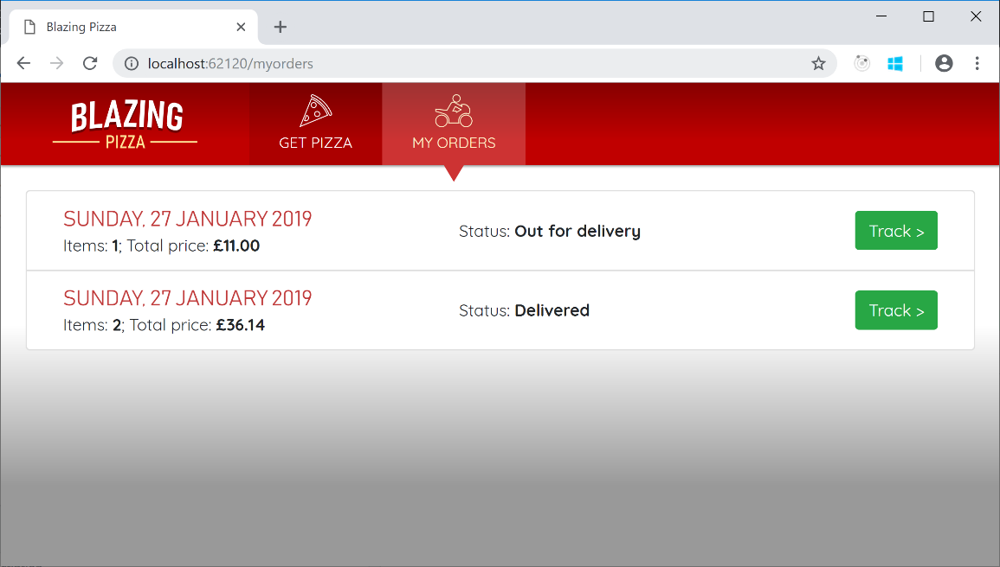 Blazing Pizza
localhost:62120/myorders
BLAZING
PIZZA
GET PIZZA
MY ORDERS
SUNDAY, 27 JANUARY 2019
Items: 1; Total price: £11.00
Status: Out for delivery
Track >
SUNDAY, 27 JANUARY 2019
Items: 2; Total price: £36.14
Status: Delivered
Track >